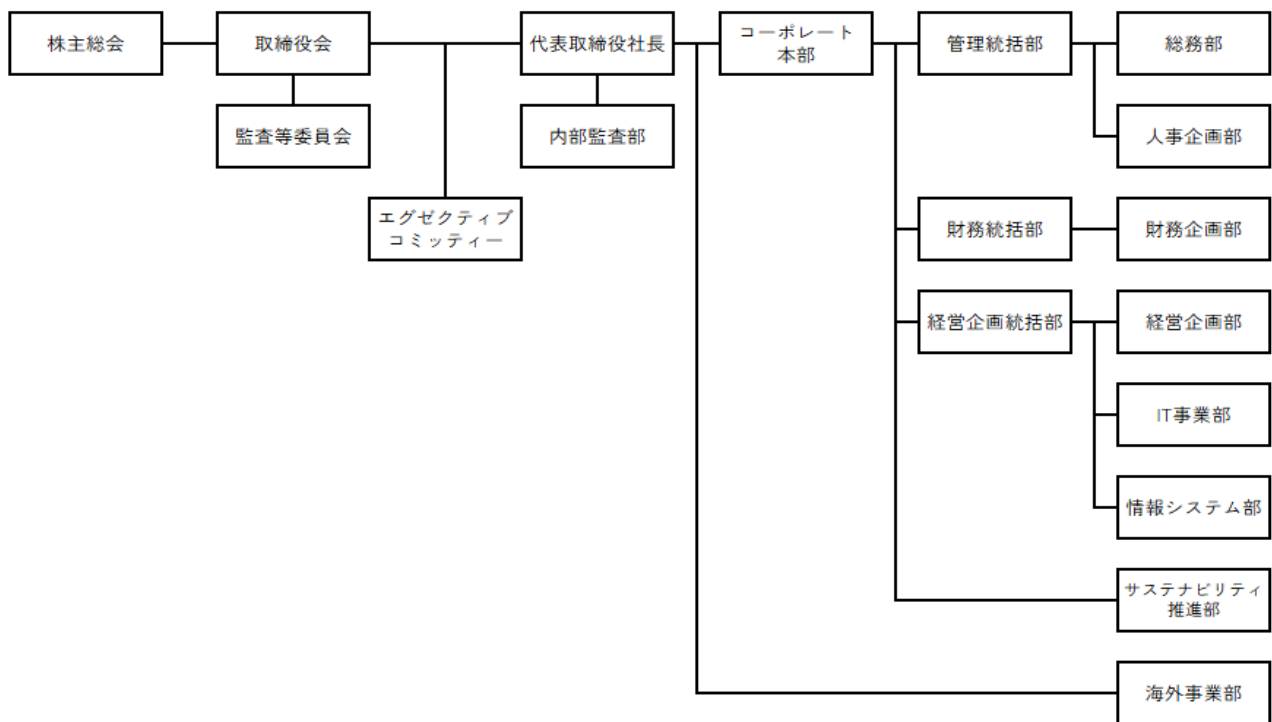 株主総会
取締役会
代表取締役社長
コーポレート
本部
管理統括部
総務部
監査等委員会
内部監査部
人事企画部
エグゼクティブ
コミッティー
財務統括部
財務企画部
経営企画統括部
経営企画部
IT事業部
情報システム部
サステナビリティ
推進部
海外事業部